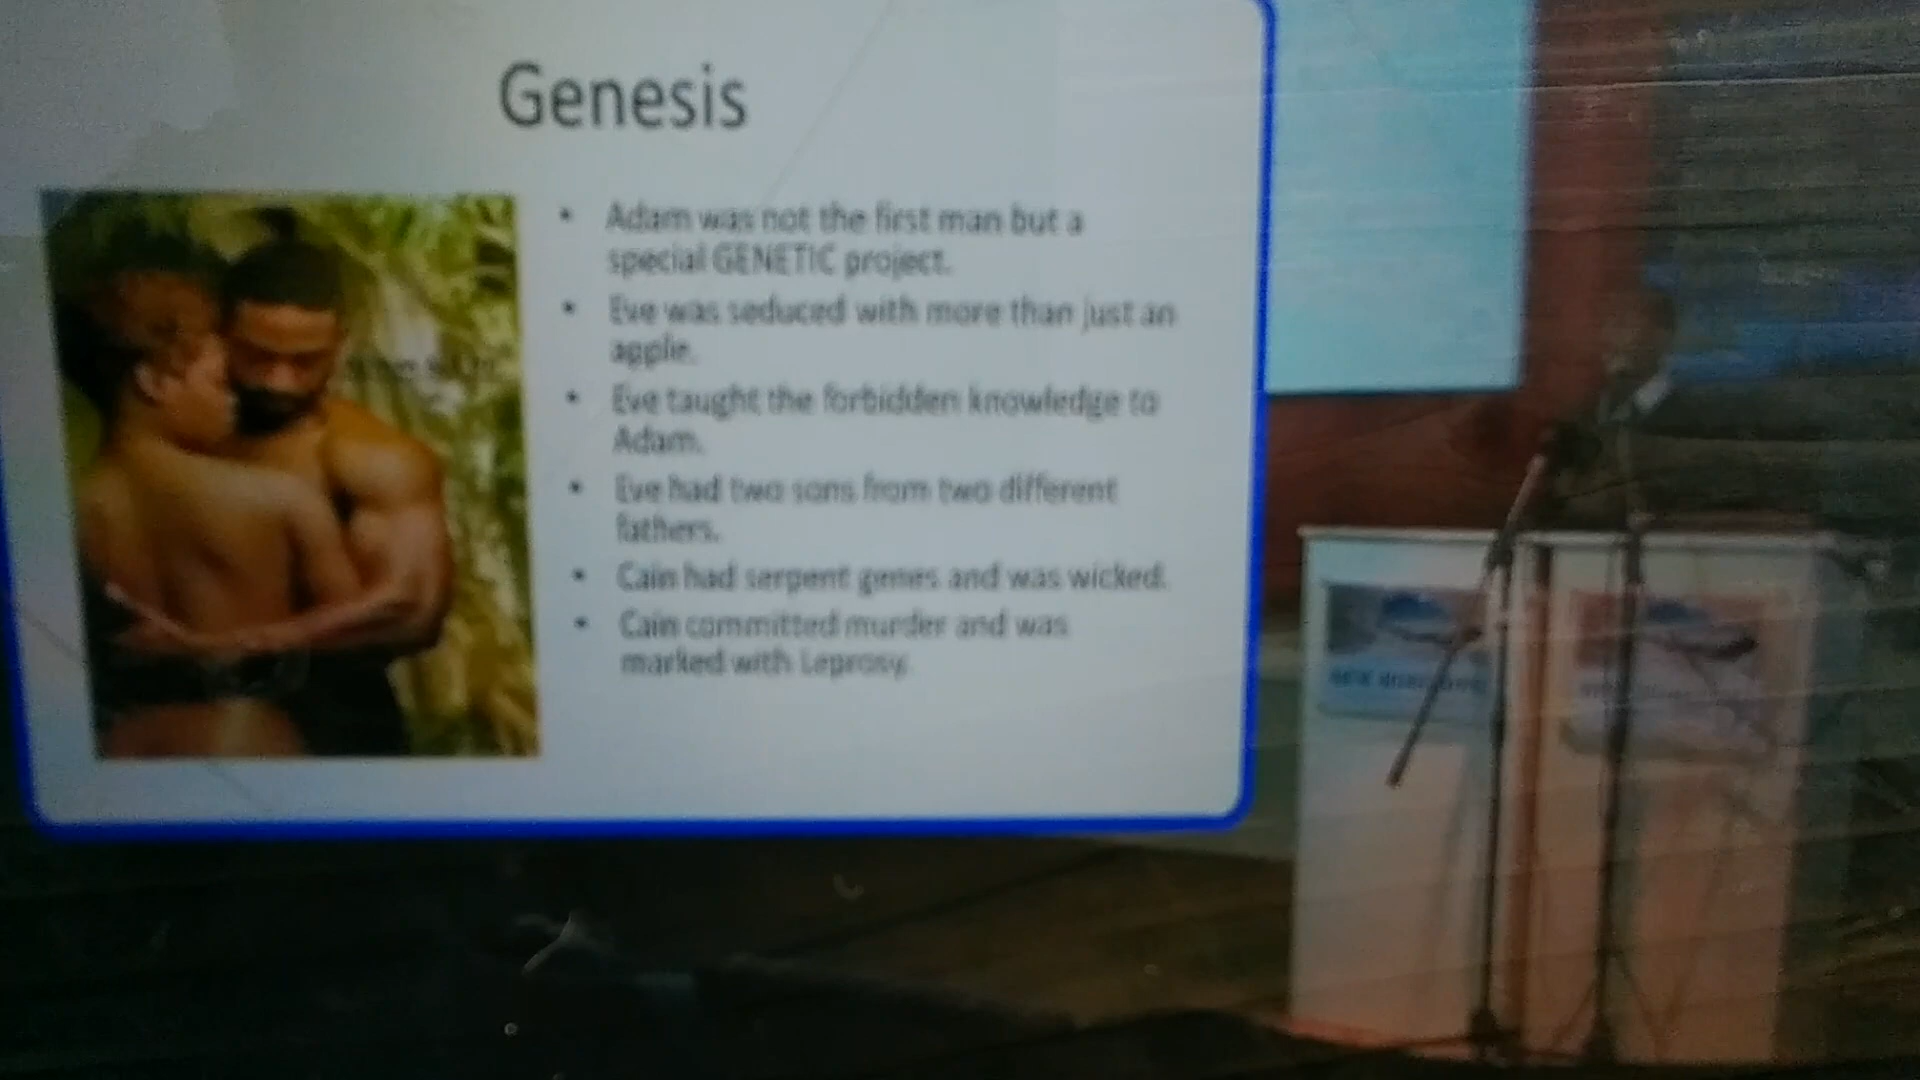 Genesis
• Adam was not the first man but a
special GENETIC project.
• Eve was seduced with more than just an
apple.
• Eve taught the forbidden knowledge to
Adam.
• Eve had two sons from two different
fathers.
• Cain had serpent genes and was wicked.
• Cain committed murder and was
marked with Leprosy.